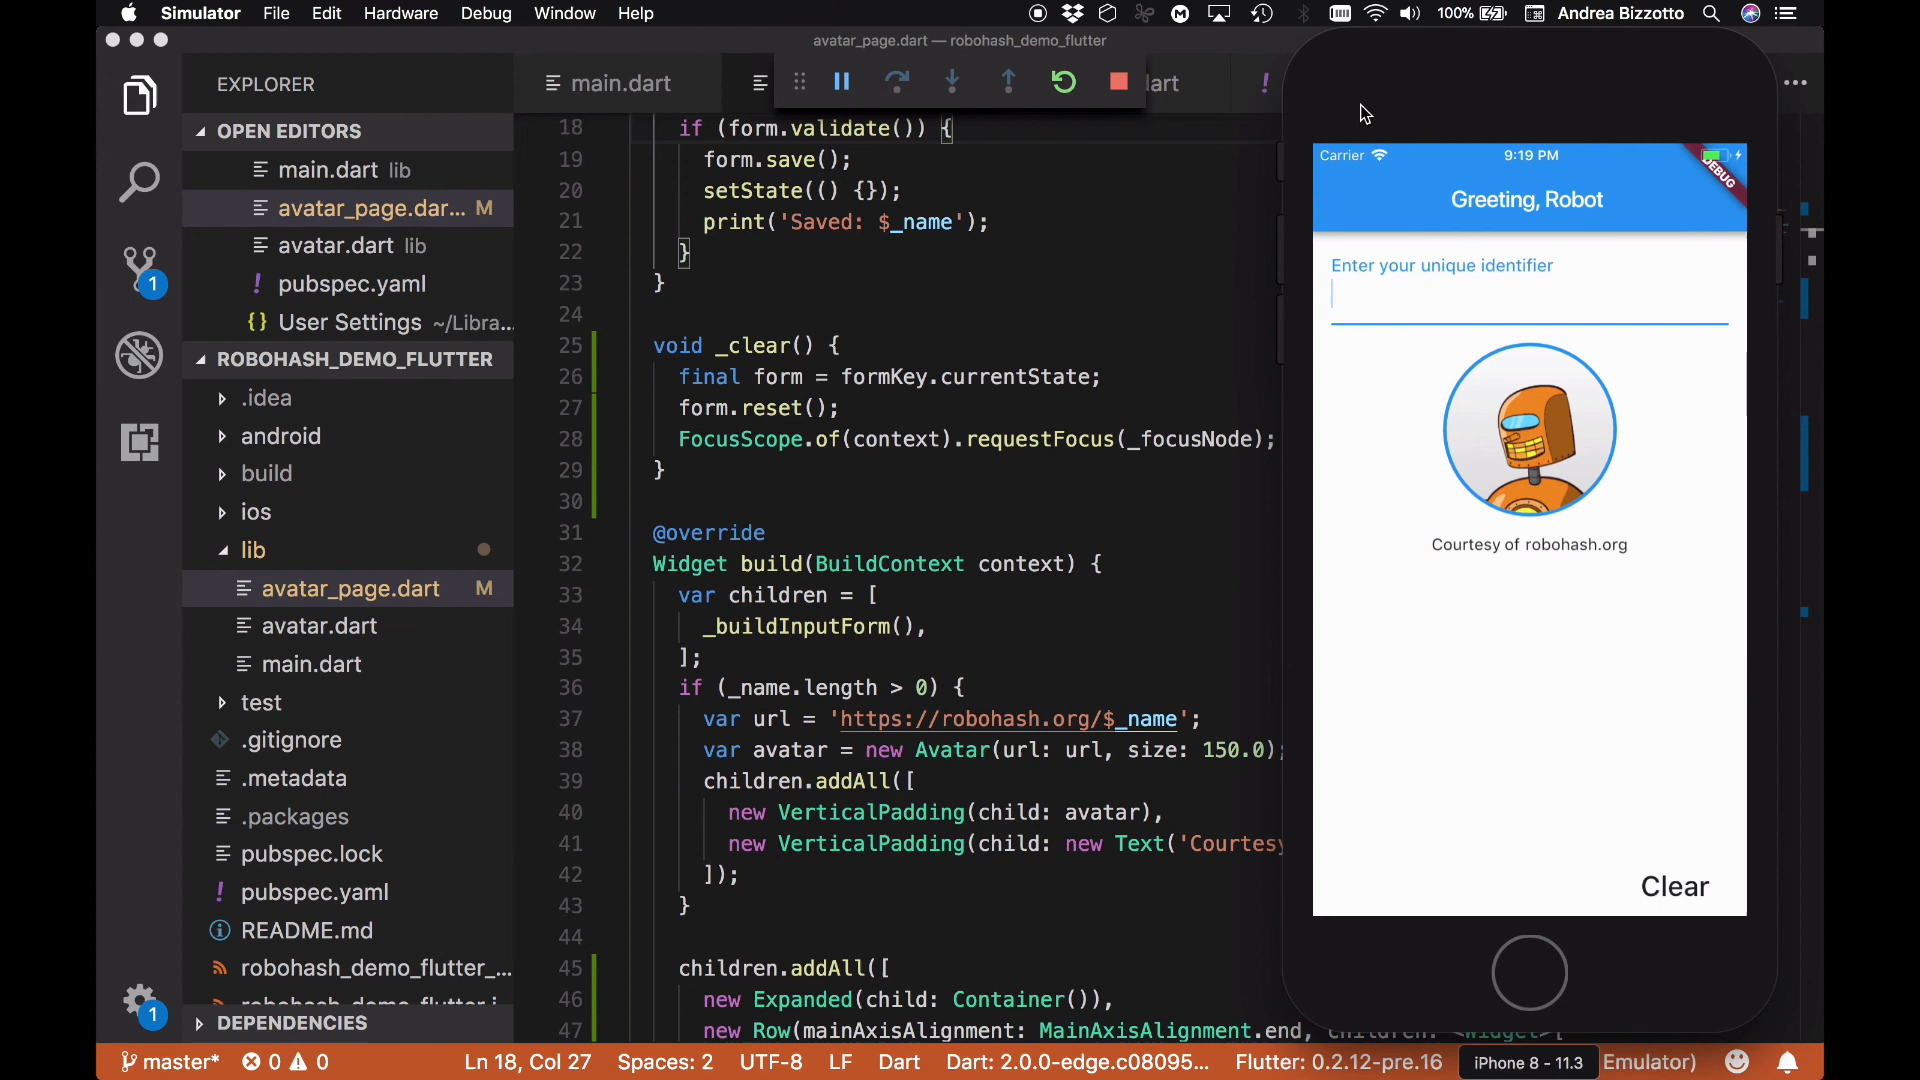 Simulator File Edit Hardware Debug Window Help
100% Andrea Bizzotto
avatar_page.dart — robohash_demo_flutter
EXPLORER
main.dart
! 
OPEN EDITORS
main.dart lib
avatar_page.dar... M
avatar.dart lib
! pubspec.yaml
{} User Settings ~/Libra...
1
ROBOHASH_DEMO_FLUTTER
.idea
android
build
ios
lib
avatar_page.dart M
avatar.dart
main.dart
test
.gitignore
.metadata
.packages
pubspec.lock
! pubspec.yaml
README.md
robohash_demo_flutter_...
1
DEPENDENCIES
18 if (form.validate()) {
19 form.save();
20 setState(() {});
21 print('Saved: $_name');
22 }
23 }
24
25 void _clear() {
26 final form = formKey.currentState;
27 form.reset();
28 FocusScope.of(context).requestFocus(_focusNode);
29 }
30
31 @override
32 Widget build(BuildContext context) {
33 var children = [
34 _buildInputForm(),
35 ];
36 if (_name.length > 0) {
37 var url = 'https://robohash.org/$_name';
38 var avatar = new Avatar(url: url, size: 150.0);
39 children.addAll([
40 new VerticalPadding(child: avatar),
41 new VerticalPadding(child: new Text('Courtesy
42 ]);
43 }
44
45 children.addAll([
46 new Expanded(child: Container()),
47 new Row(mainAxisAlignment: MainAxisAlignment.end, children: <Widget>[
Carrier 9:19 PM
DEBUG
Greeting, Robot
Enter your unique identifier
Courtesy of robohash.org
Clear
master* 0 0 Ln 18, Col 27 Spaces: 2 UTF-8 LF Dart Dart: 2.0.0-edge.c08095... Flutter: 0.2.12-pre.16 iPhone 8 - 11.3 Emulator)